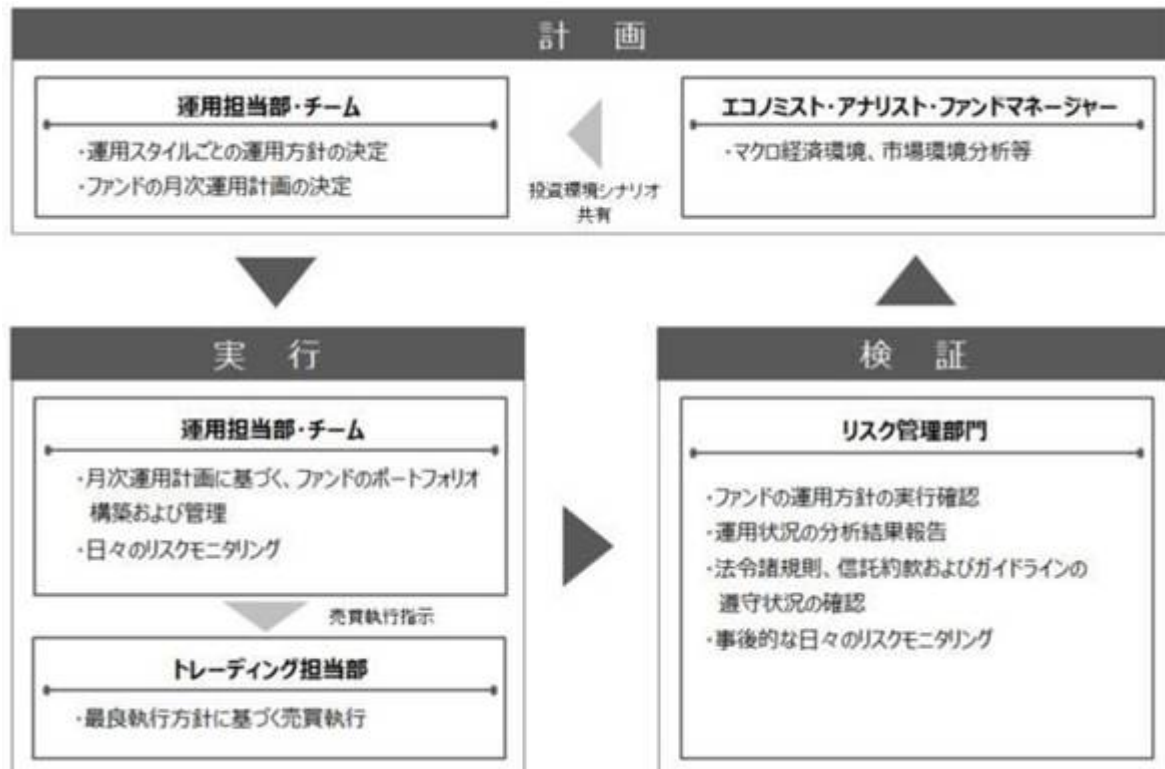 計 画
運用担当部・チーム
・運用スタイルごとの運用方針の決定
・ファンドの月次運用計画の決定
投資環境シナリオ
共有
エコノミスト・アナリスト・ファンドマネージャー
・マクロ経済環境、市場環境分析等
実 行
運用担当部・チーム
・月次運用計画に基づく、ファンドのポートフォリオ
構築および管理
・日々のリスクモニタリング
売買執行指示
トレーディング担当部
・最良執行方針に基づく売買執行
検 証
リスク管理部門
・ファンドの運用方針の実行確認
・運用状況の分析結果報告
・法令諸規則、信託約款およびガイドラインの
遵守状況の確認
・事後的な日々のリスクモニタリング